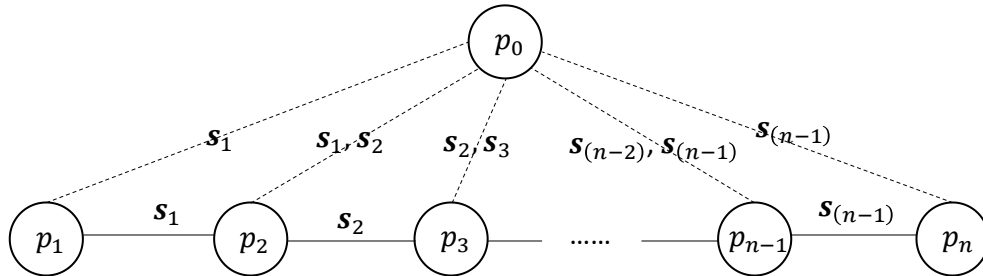 p₀
s₁
s₁, s₂
s₂, s₃
s₍ₙ₋₂₎, s₍ₙ₋₁₎
s₍ₙ₋₁₎
s₁
s₂
s₍ₙ₋₁₎
p₁
p₂
p₃
......
pₙ₋₁
pₙ